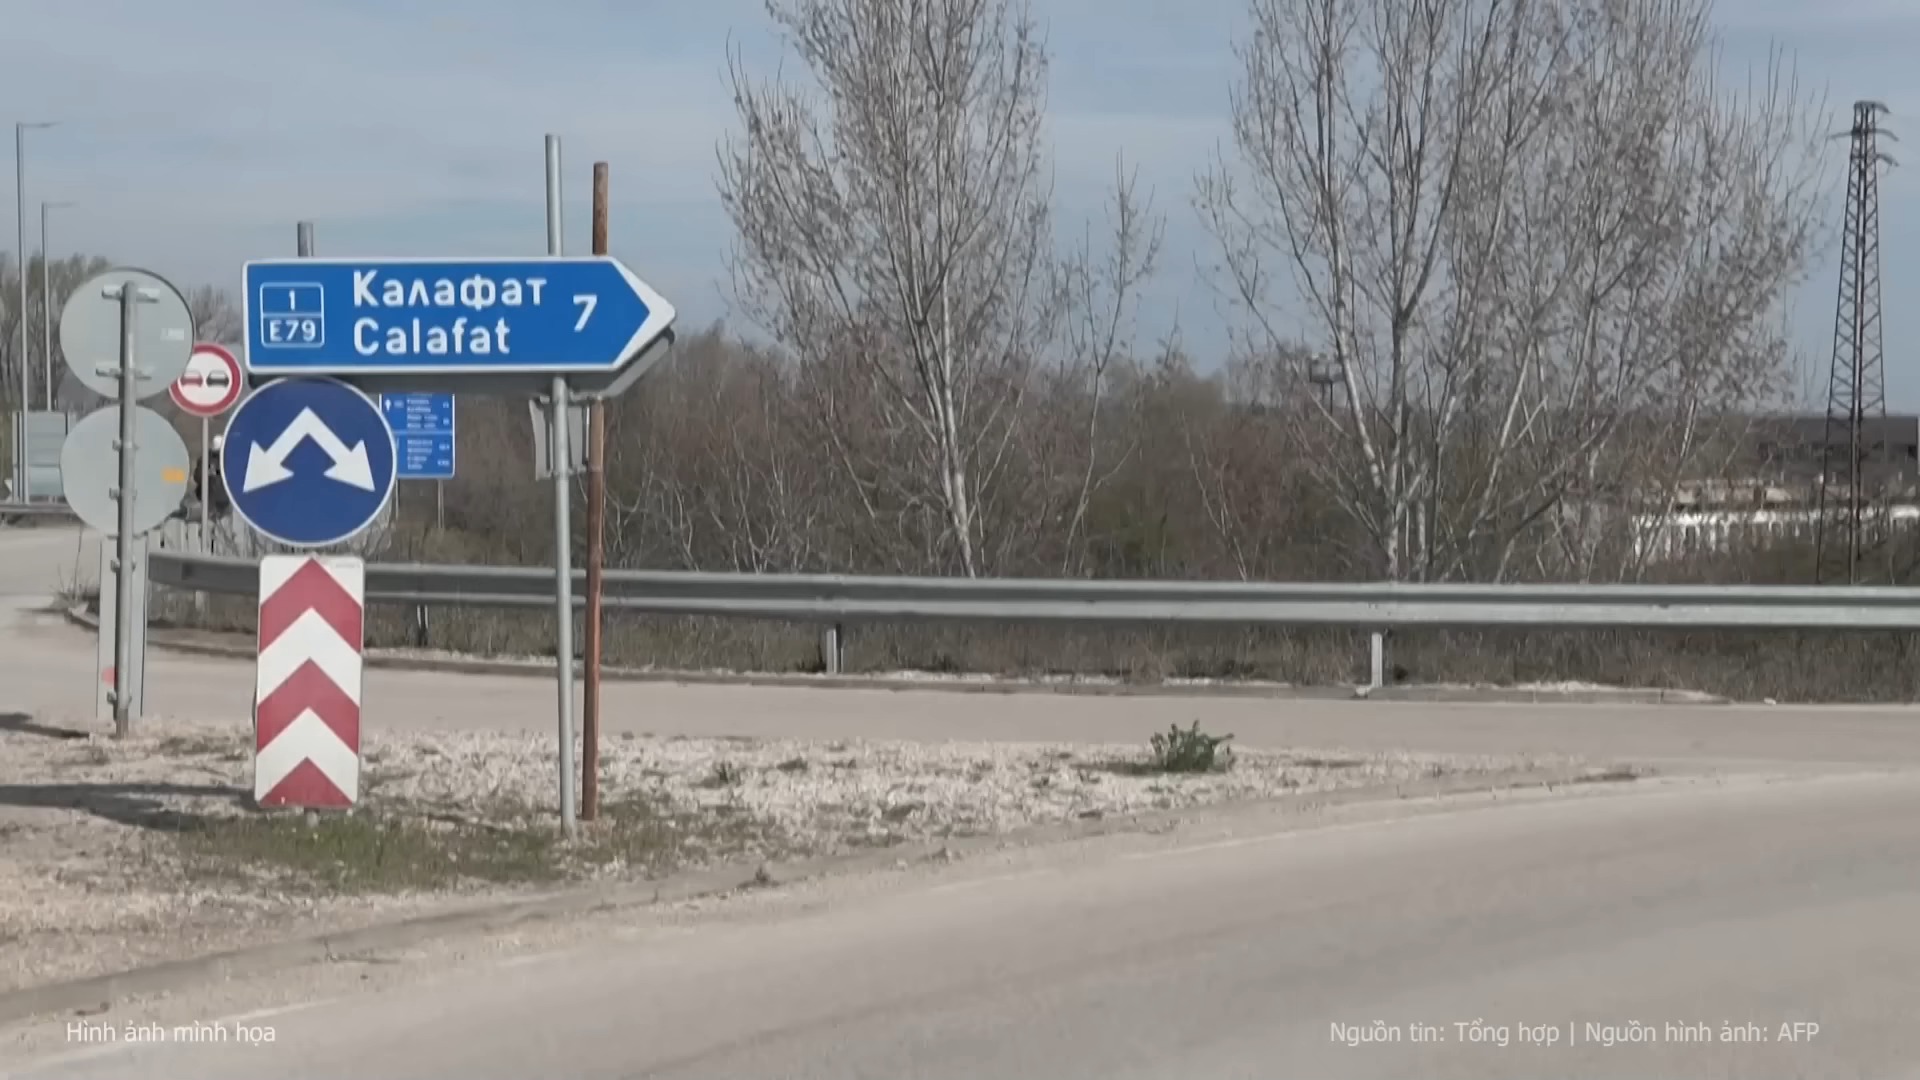 1
E79
Калафат
Calafat
7
Hình ảnh minh họa
Nguồn tin: Tổng hợp | Nguồn hình ảnh: AFP